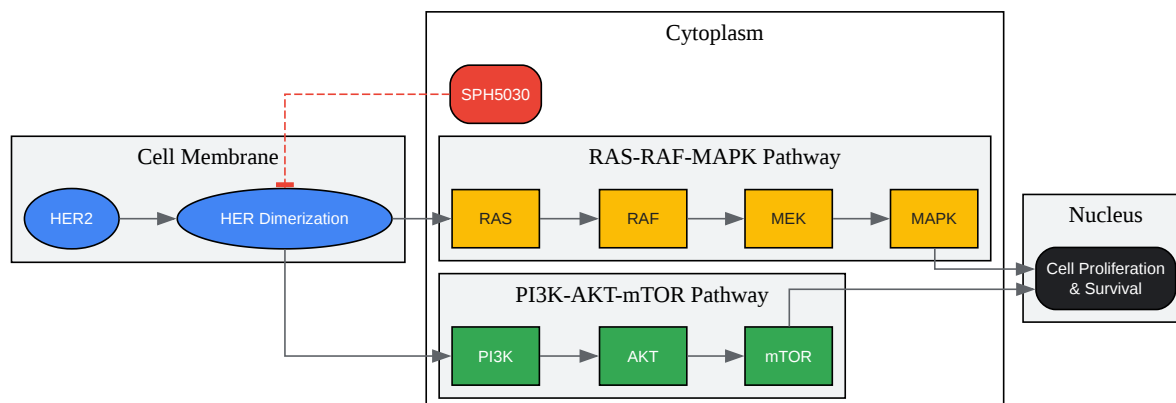 Cytoplasm
SPH5030
Cell Membrane
HER2
HER Dimerization
RAS-RAF-MAPK Pathway
RAS
RAF
MEK
MAPK
PI3K-AKT-mTOR Pathway
PI3K
AKT
mTOR
Nucleus
Cell Proliferation
& Survival